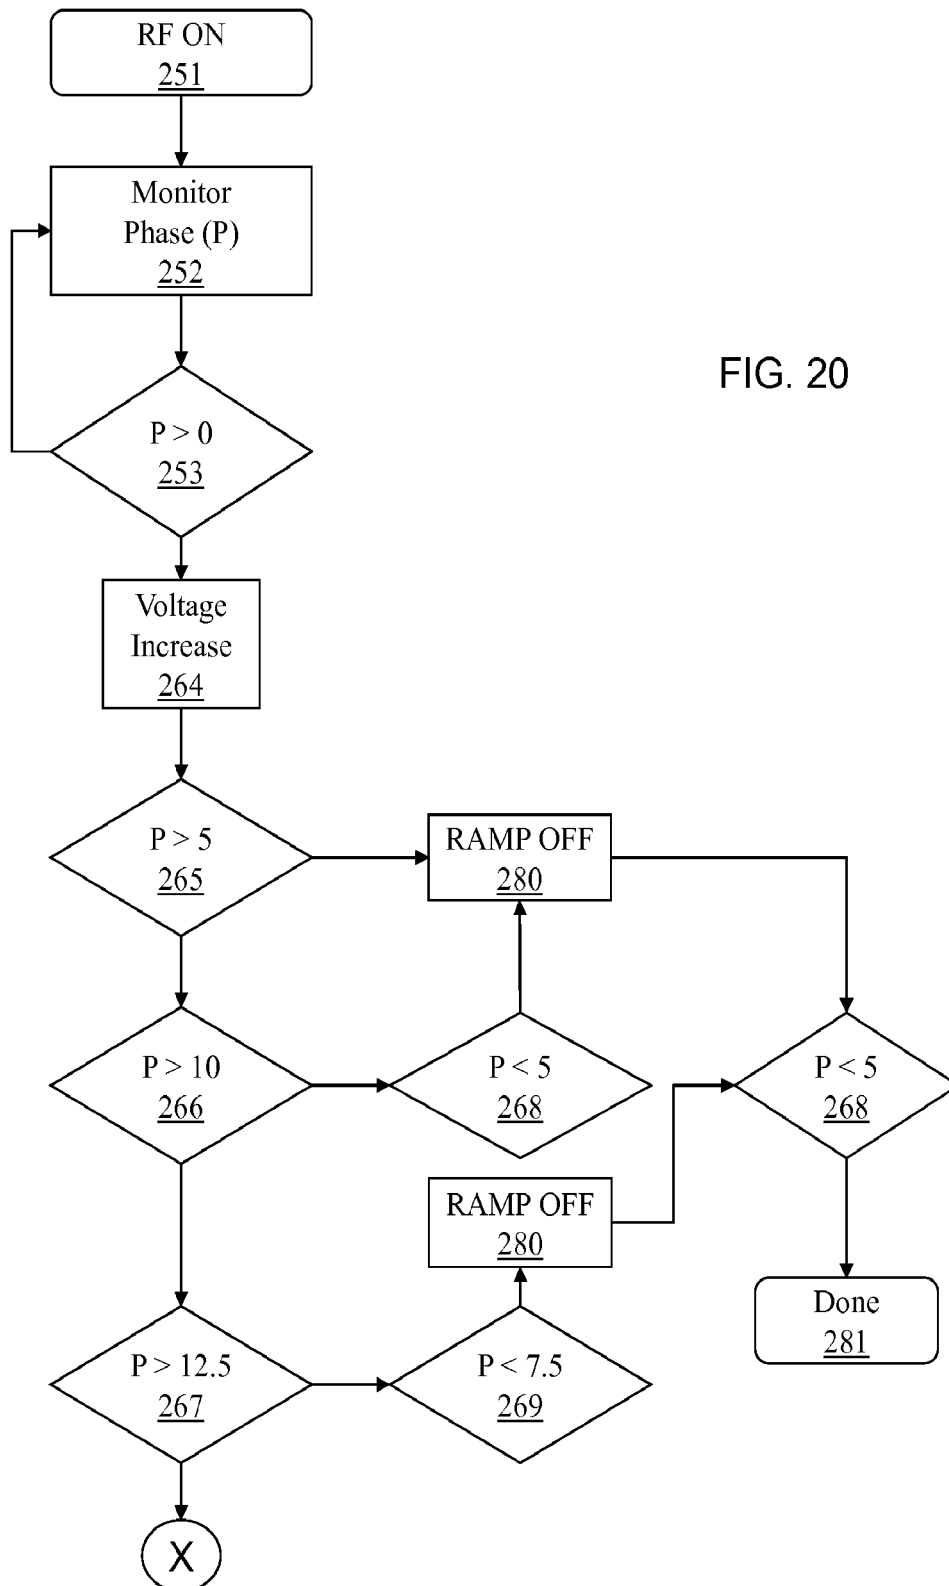 RF ON
251
Monitor
Phase (P)
252
FIG. 20
P > 0
253
Voltage
Increase
264
P > 5
265
RAMP OFF
280
P > 10
266
P < 5
268
P < 5
268
RAMP OFF
280
Done
281
P > 12.5
267
P < 7.5
269
X